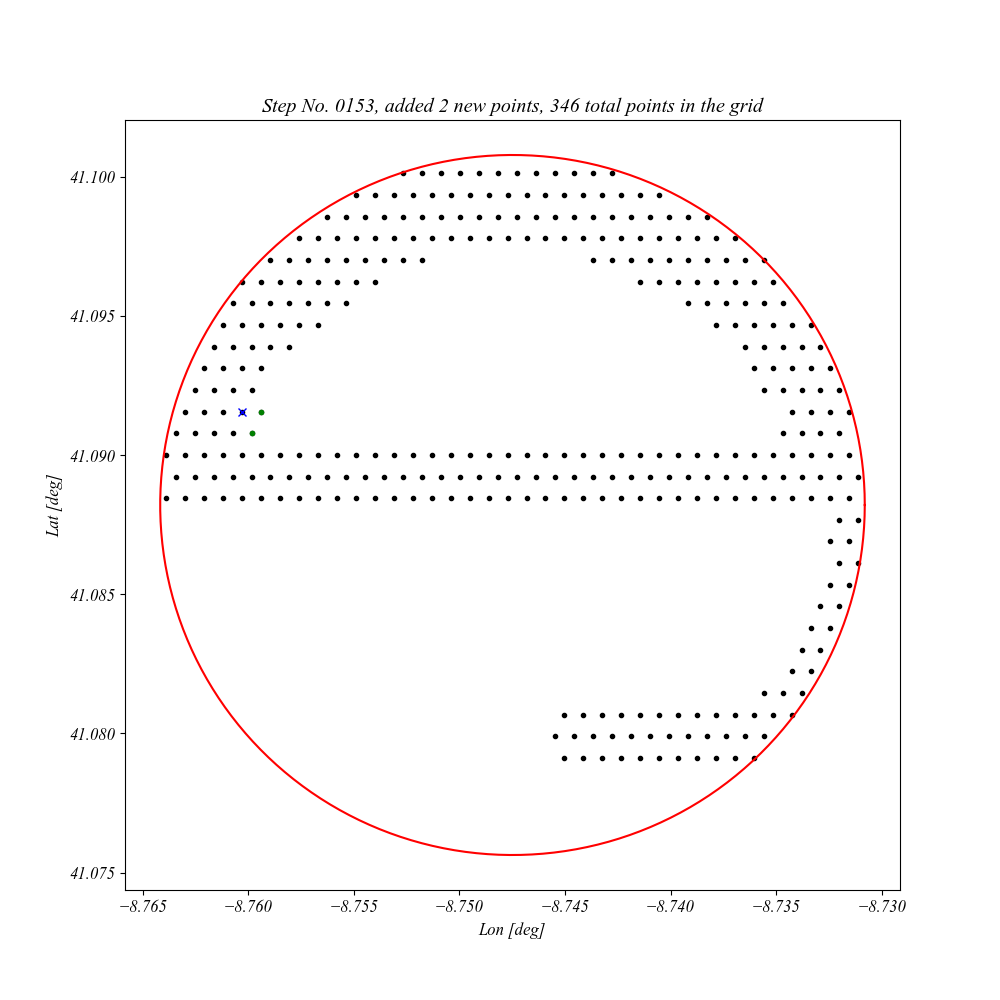 Step No. 0153, added 2 new points, 346 total points in the grid
41.100
41.095
41.090
41.085
41.080
41.075
Lat [deg]
−8.765 −8.760 −8.755 −8.750 −8.745 −8.740 −8.735 −8.730
Lon [deg]